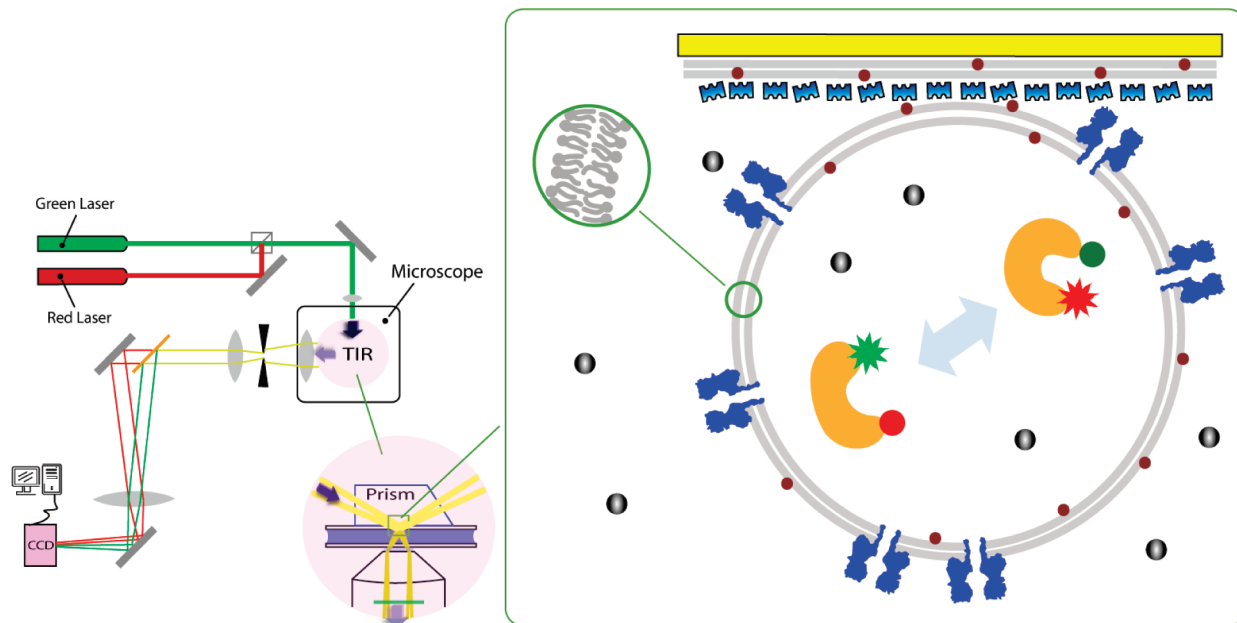 Green Laser
Red Laser
Microscope
TIR
Prism
CCD